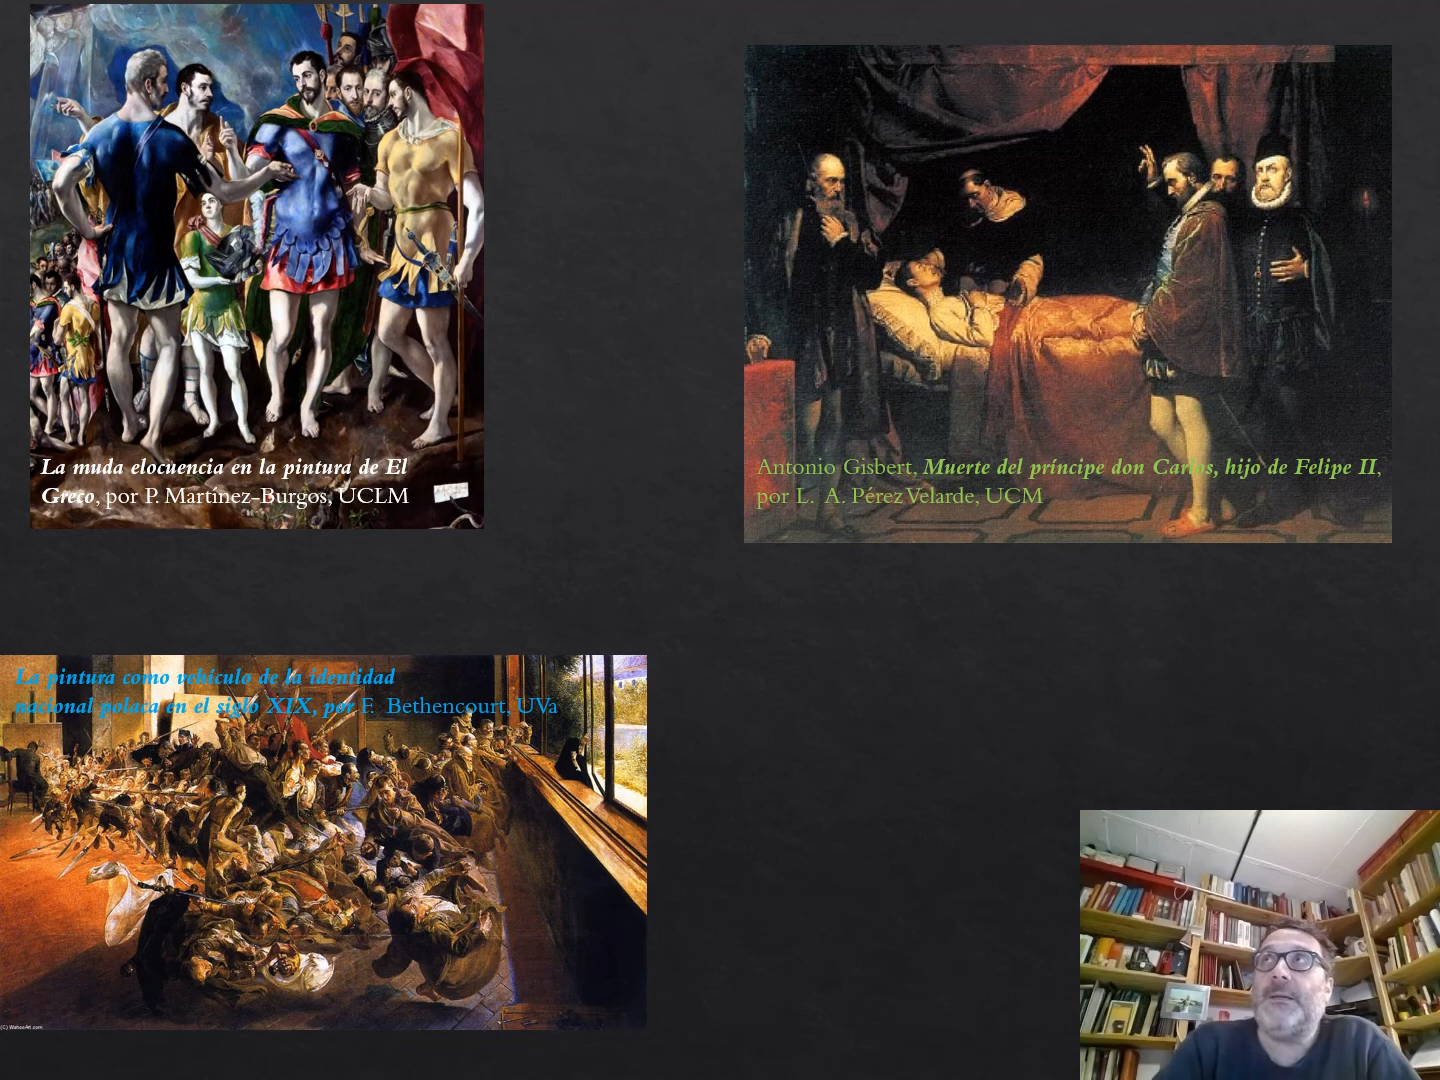 La muda elocuencia en la pintura de El
Greco, por P. Martínez-Burgos, UCLM
Antonio Gisbert, Muerte del príncipe don Carlos, hijo de Felipe II,
por L. A. Pérez Velarde, UCM
La pintura como vehículo de la identidad
nacional polaca en el siglo XIX, por F. Bethencourt, UVa
(C) WahooArt.com